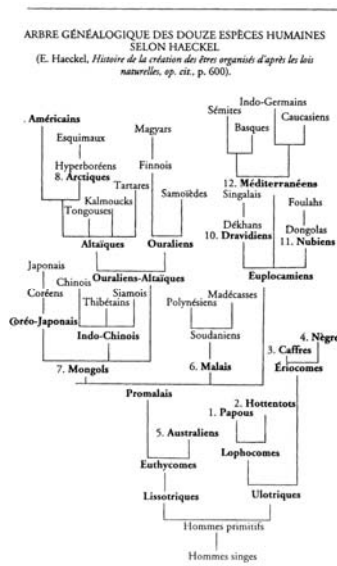 ARBRE GÉNÉALOGIQUE DES DOUZE ESPÈCES HUMAINES
SELON HAECKEL
(E. Haeckel, Histoire de la création des êtres organisés d'après les lois
naturelles, op. cit., p. 600).
Indo-Germains
Sémites
Caucasiens
. Américains
Magyars
Basques
Esquimaux
Hyperboréens
Finnois
8. Arctiques
12. Méditerranéens
Tartares
Singalais
Kalmoucks
Samoïèdes
Foulahs
Tongouses
Dékhans
Dongolas
10. Dravidiens
Altaïques
Ouraliens
11. Nubiens
Japonais
Ouraliens-Altaïques
Euplocamiens
Chinois
Siamois
Madécasses
Coréens
Thibétains
Polynésiens
Coréo-Japonais
Soudaniens
4. Nègre
Indo-Chinois
3. Caffres
7. Mongols
6. Malais
Ériocomes
Promalais
2. Hottentots
1. Papous
5. Australiens
Euthycomes
Lophocomes
Lissotriques
Ulotriques
Hommes primitifs
Hommes singes